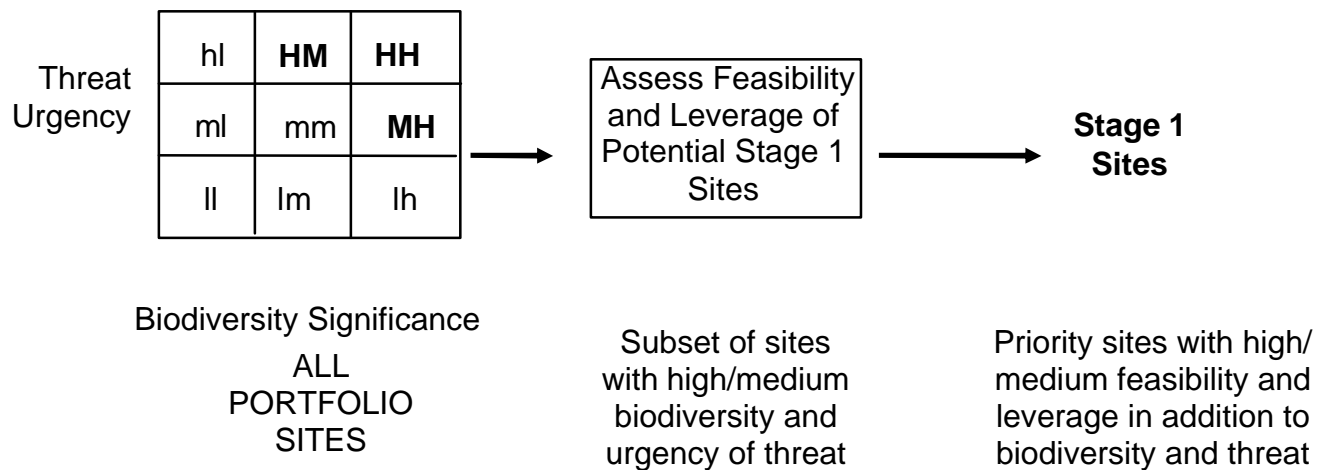 Threat
Urgency
hl HM HH
ml mm MH
ll lm lh
Assess Feasibility
and Leverage of
Potential Stage 1
Sites
Stage 1
Sites
Biodiversity Significance
ALL
PORTFOLIO
SITES
Subset of sites
with high/medium
biodiversity and
urgency of threat
Priority sites with high/
medium feasibility and
leverage in addition to
biodiversity and threat